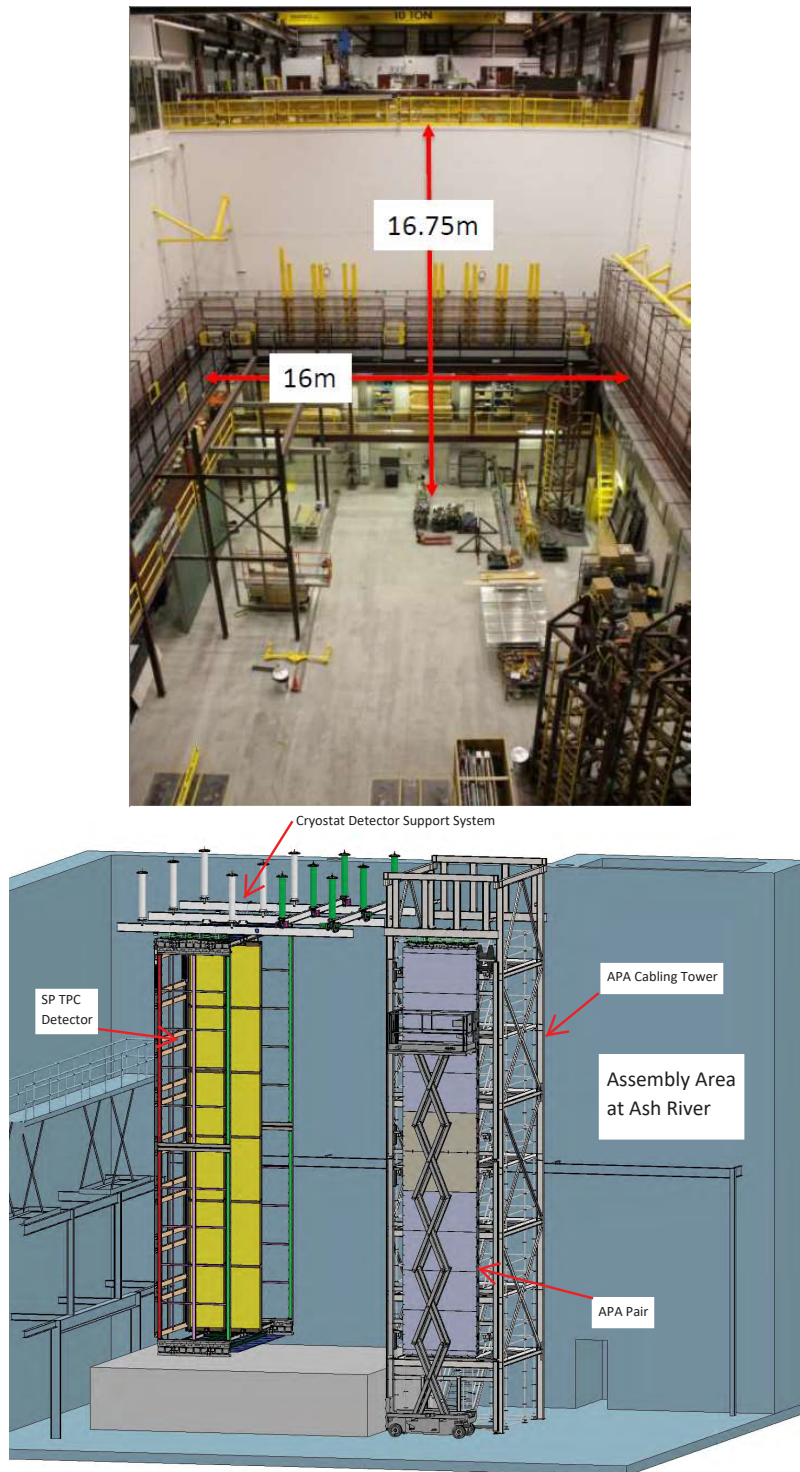 10 TON
16.75m
16m
Cryostat Detector Support System
SP TPC
Detector
APA Cabling Tower
Assembly Area
at Ash River
APA Pair